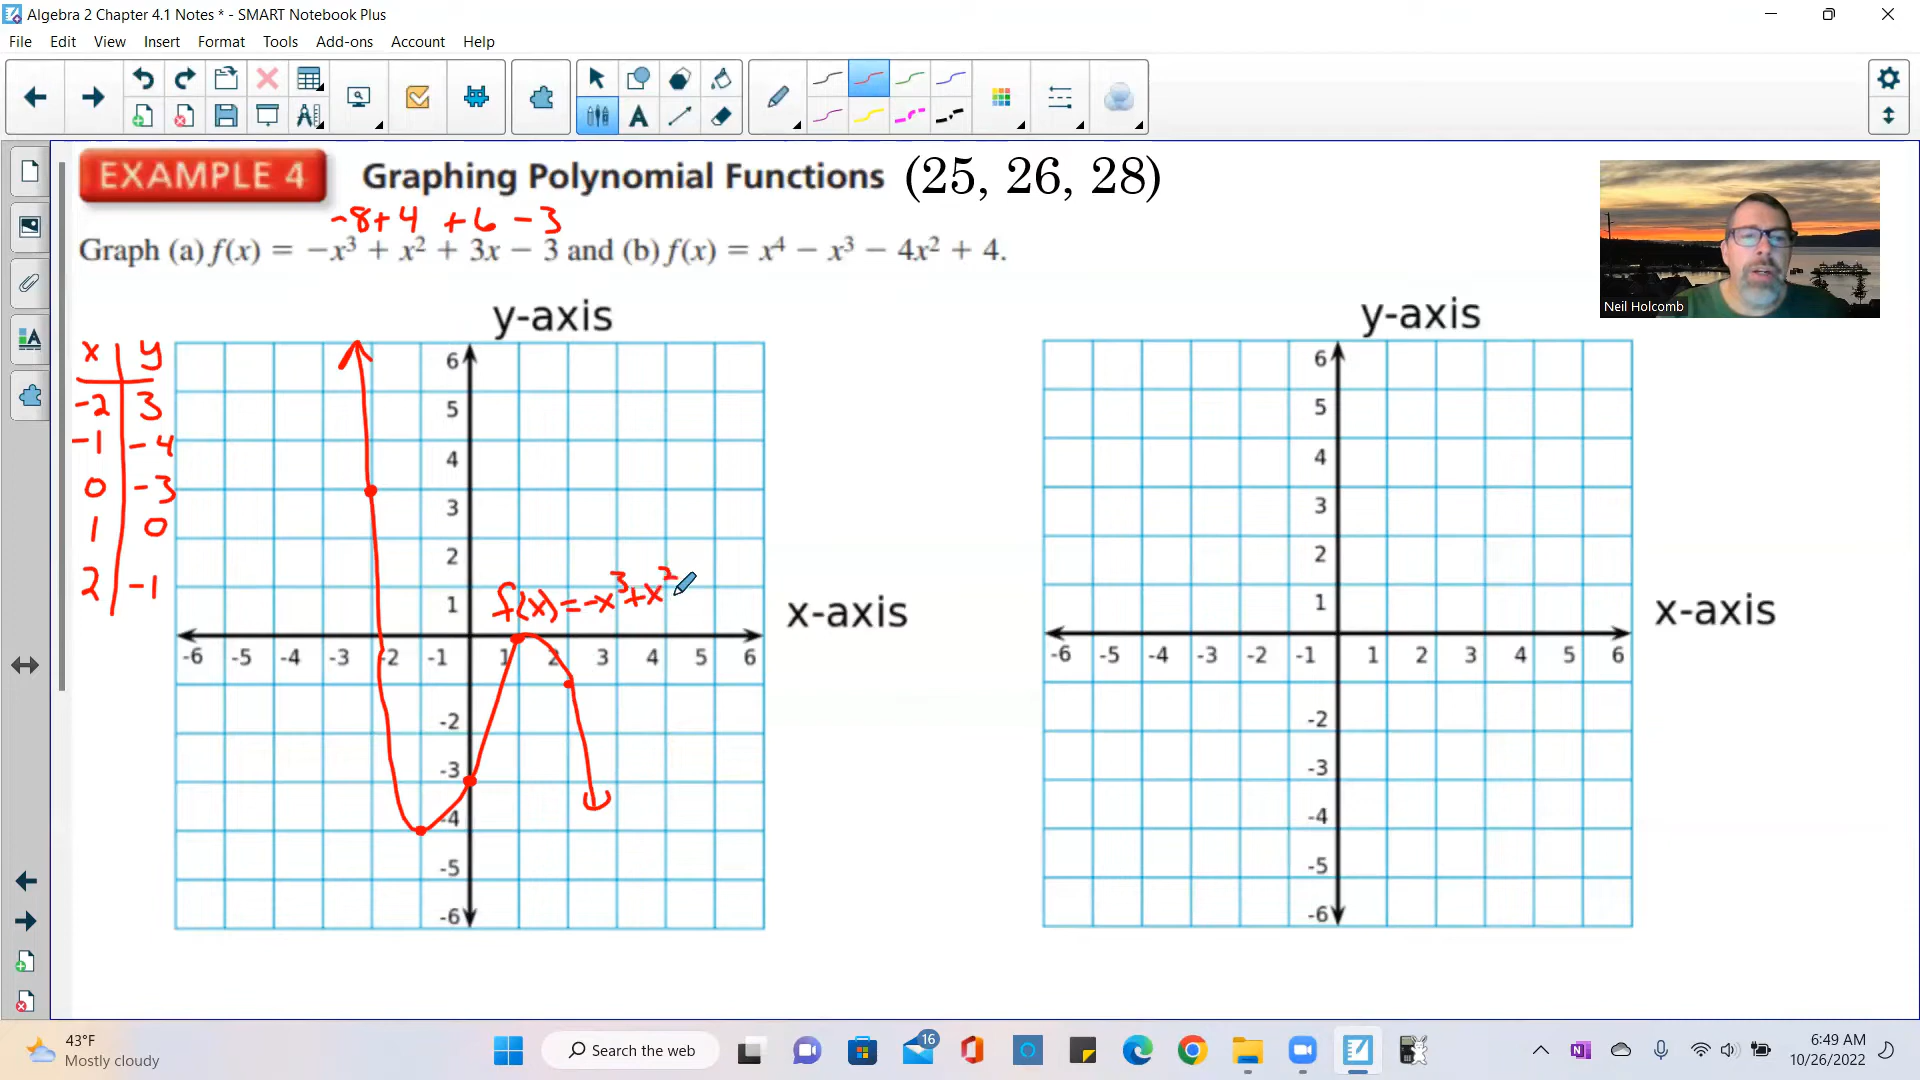 Algebra 2 Chapter 4.1 Notes * - SMART Notebook Plus
File Edit View Insert Format Tools Add-ons Account Help
EXAMPLE 4 Graphing Polynomial Functions (25, 26, 28)
-8+4 +6 -3
Graph (a) f(x) = −x³ + x² + 3x − 3 and (b) f(x) = x⁴ − x³ − 4x² + 4.
Neil Holcomb
y-axis
x y
-2 3
-1 -4
0 -3
1 0
2 -1
6
5
4
3
2
1
f(x)=-x³+x²
x-axis
-6 -5 -4 -3 -2 -1 1 2 3 4 5 6
-2
-3
-4
-5
-6
y-axis
6
5
4
3
2
1
x-axis
-6 -5 -4 -3 -2 -1 1 2 3 4 5 6
-2
-3
-4
-5
-6
43°F
Mostly cloudy
Search the web
16
6:49 AM
10/26/2022